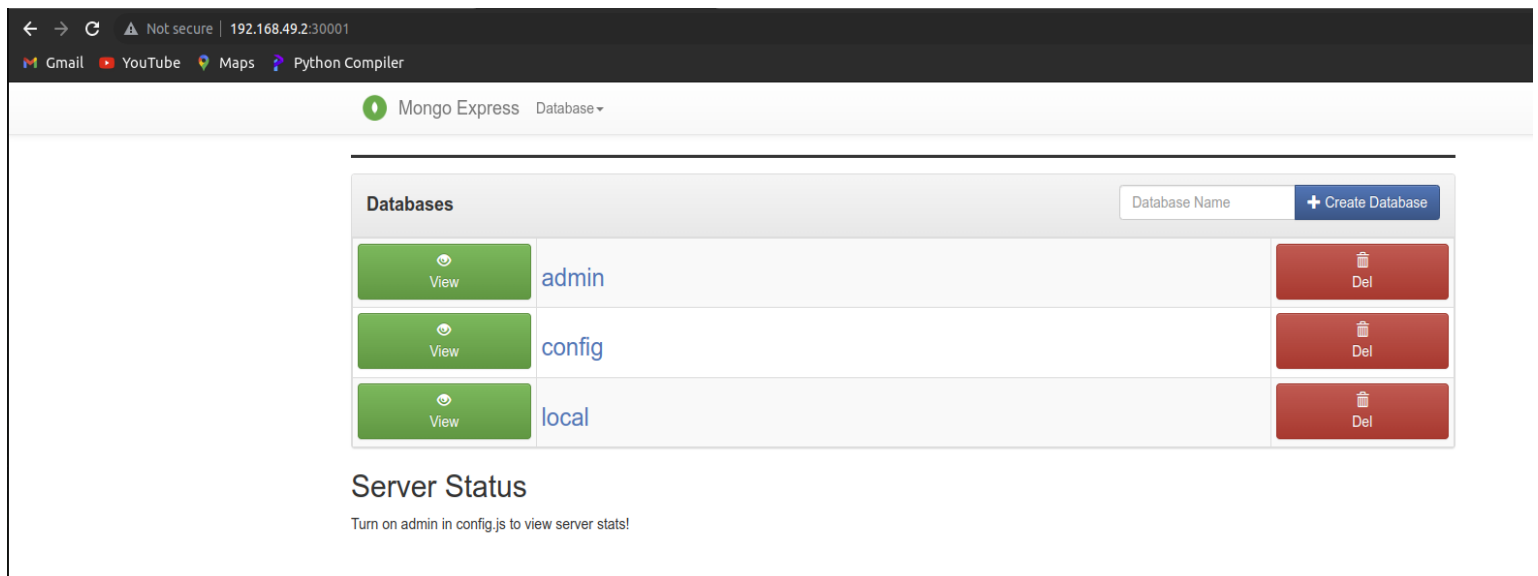 Not secure | 192.168.49.2:30001
Gmail YouTube Maps Python Compiler
Mongo Express Database
Databases Database Name Create Database
View admin Del
View config Del
View local Del
Server Status
Turn on admin in config.js to view server stats!